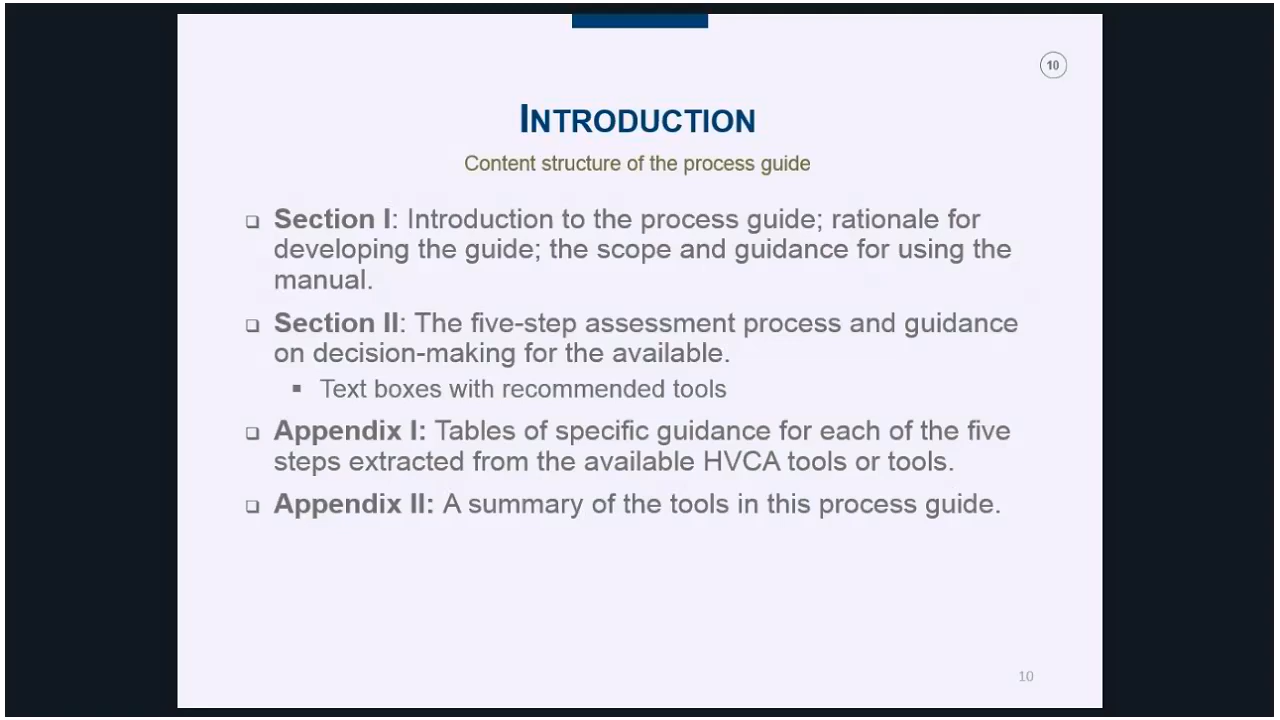 10
INTRODUCTION
Content structure of the process guide
❑ Section I: Introduction to the process guide; rationale for
developing the guide; the scope and guidance for using the
manual.
❑ Section II: The five-step assessment process and guidance
on decision-making for the available.
▪ Text boxes with recommended tools
❑ Appendix I: Tables of specific guidance for each of the five
steps extracted from the available HVCA tools or tools.
❑ Appendix II: A summary of the tools in this process guide.
10